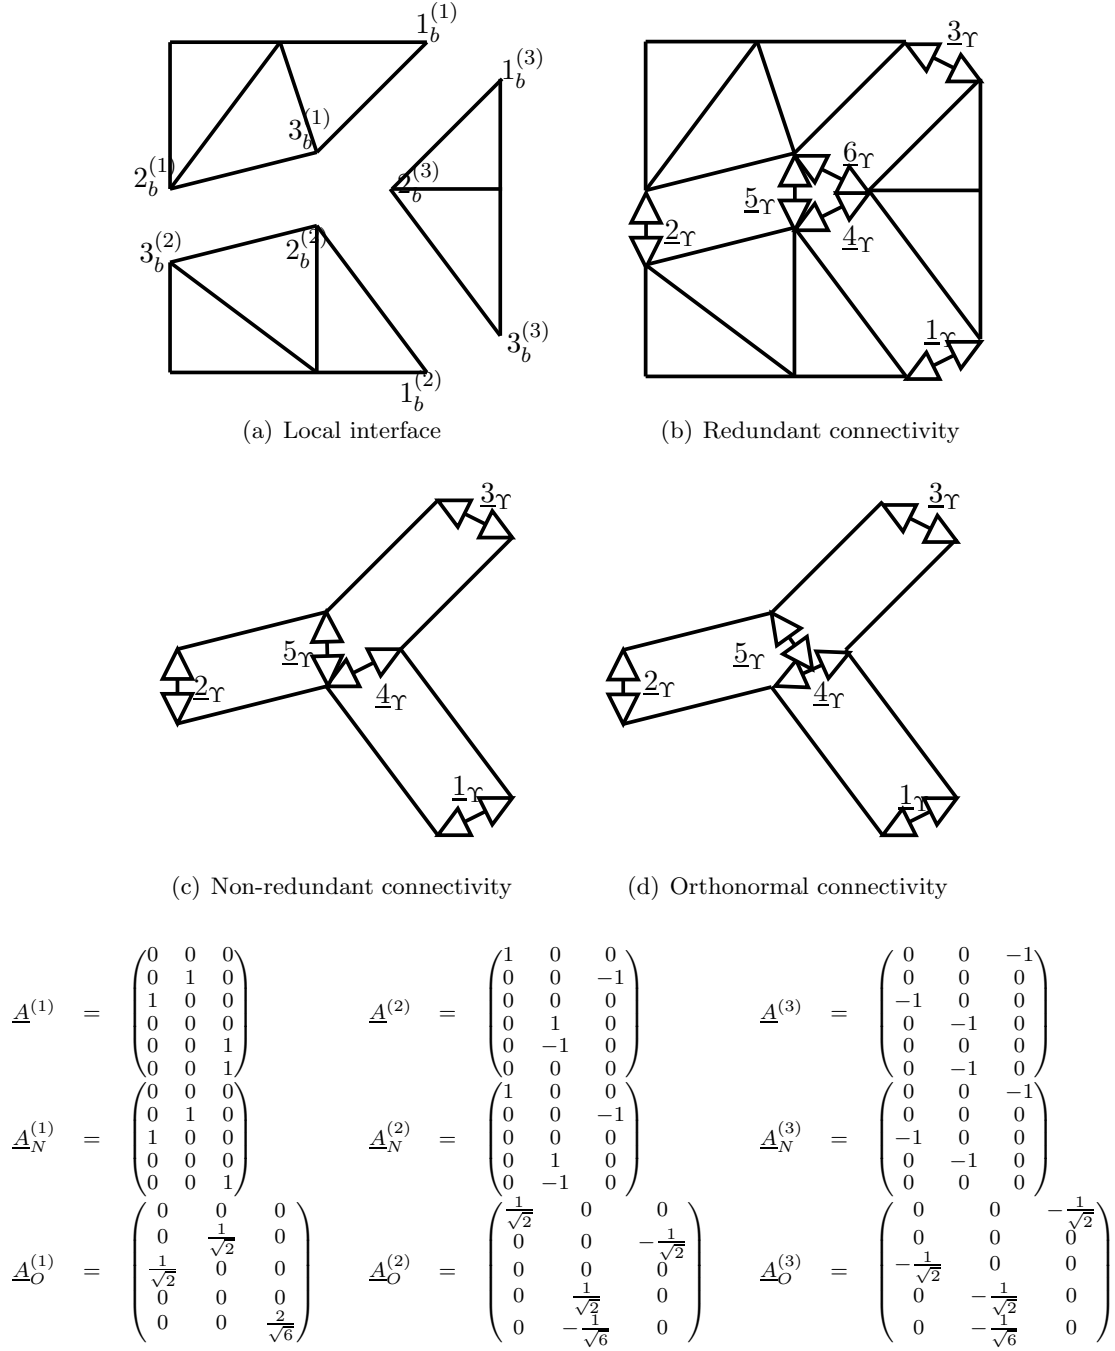 1_b^{(1)}
1_b^{(3)}
3_b^{(1)}
2_b^{(1)}
2_b^{(3)}
3_b^{(2)}
2_b^{(2)}
3_b^{(3)}
1_b^{(2)}
(a) Local interface
3_ϒ
6_ϒ
5_ϒ
2_ϒ
4_ϒ
1_ϒ
(b) Redundant connectivity
3_ϒ
5_ϒ
2_ϒ
4_ϒ
1_ϒ
(c) Non-redundant connectivity
3_ϒ
5_ϒ
2_ϒ
4_ϒ
1_ϒ
(d) Orthonormal connectivity
A^{(1)} =
0 0 0
0 1 0
1 0 0
0 0 0
0 0 1
0 0 1
A^{(2)} =
1 0 0
0 0 −1
0 0 0
0 1 0
0 −1 0
0 0 0
A^{(3)} =
0 0 −1
0 0 0
−1 0 0
0 −1 0
0 0 0
0 −1 0
A_N^{(1)} =
0 0 0
0 1 0
1 0 0
0 0 0
0 0 1
A_N^{(2)} =
1 0 0
0 0 −1
0 0 0
0 1 0
0 −1 0
A_N^{(3)} =
0 0 −1
0 0 0
−1 0 0
0 −1 0
0 0 0
A_O^{(1)} =
0 0 0
0 1/√2 0
1/√2 0 0
0 0 0
0 0 2/√6
A_O^{(2)} =
1/√2 0 0
0 0 −1/√2
0 0 0
0 1/√2 0
0 −1/√6 0
A_O^{(3)} =
0 0 −1/√2
0 0 0
−1/√2 0 0
0 −1/√2 0
0 −1/√6 0